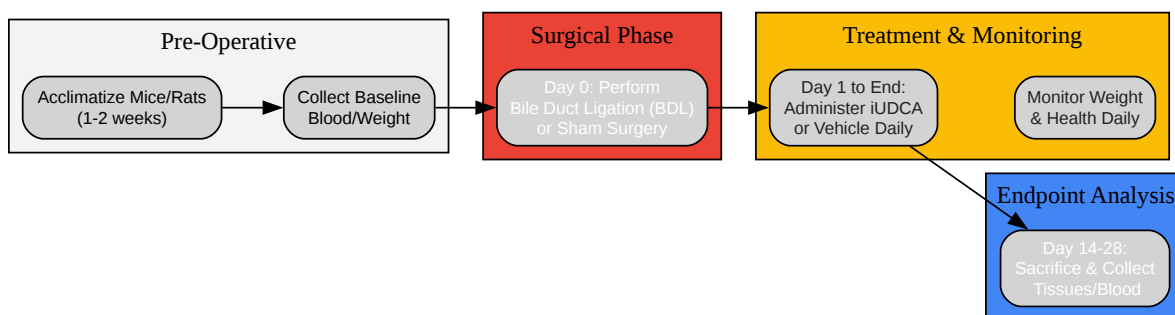 Pre-Operative
Acclimatize Mice/Rats
(1-2 weeks)
Collect Baseline
Blood/Weight
Surgical Phase
Day 0: Perform
Bile Duct Ligation (BDL)
or Sham Surgery
Treatment & Monitoring
Day 1 to End:
Administer iUDCA
or Vehicle Daily
Monitor Weight
& Health Daily
Endpoint Analysis
Day 14-28:
Sacrifice & Collect
Tissues/Blood